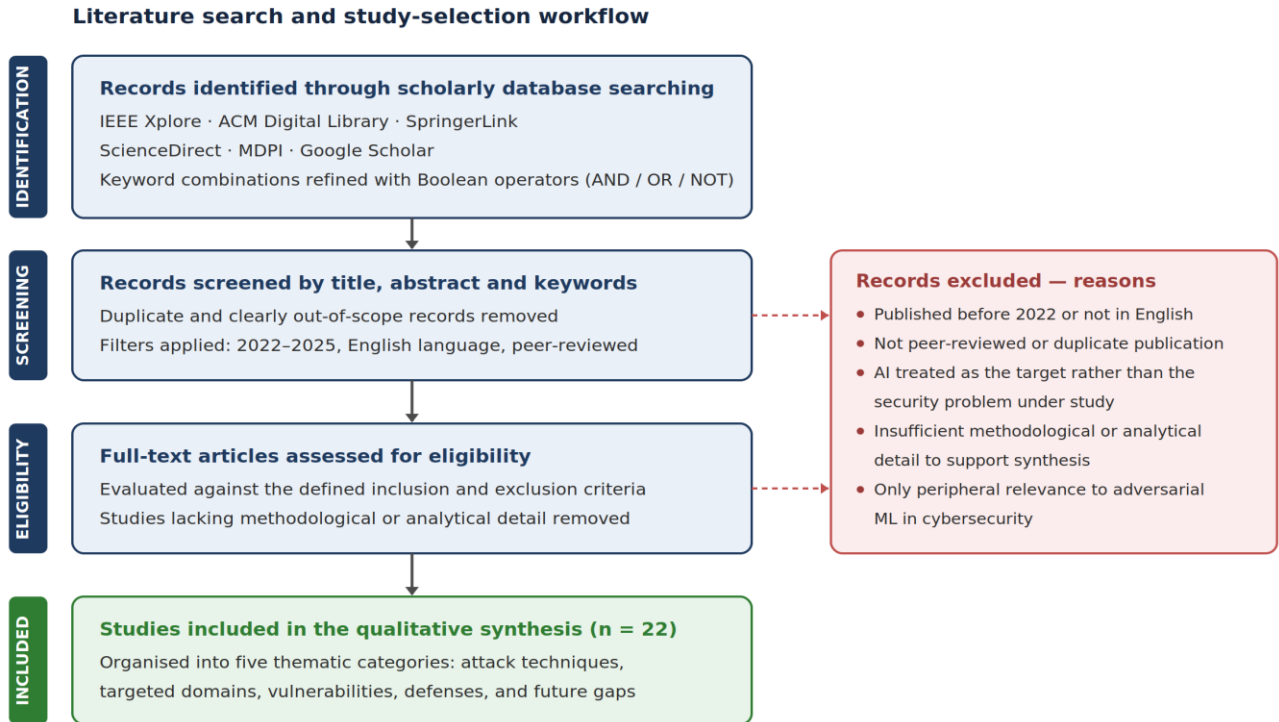 Literature search and study-selection workflow
IDENTIFICATION
Records identified through scholarly database searching
IEEE Xplore · ACM Digital Library · SpringerLink
ScienceDirect · MDPI · Google Scholar
Keyword combinations refined with Boolean operators (AND / OR / NOT)
SCREENING
Records screened by title, abstract and keywords
Duplicate and clearly out-of-scope records removed
Filters applied: 2022–2025, English language, peer-reviewed
Records excluded — reasons
• Published before 2022 or not in English
• Not peer-reviewed or duplicate publication
• AI treated as the target rather than the
security problem under study
• Insufficient methodological or analytical
detail to support synthesis
• Only peripheral relevance to adversarial
ML in cybersecurity
ELIGIBILITY
Full-text articles assessed for eligibility
Evaluated against the defined inclusion and exclusion criteria
Studies lacking methodological or analytical detail removed
INCLUDED
Studies included in the qualitative synthesis (n = 22)
Organised into five thematic categories: attack techniques,
targeted domains, vulnerabilities, defenses, and future gaps